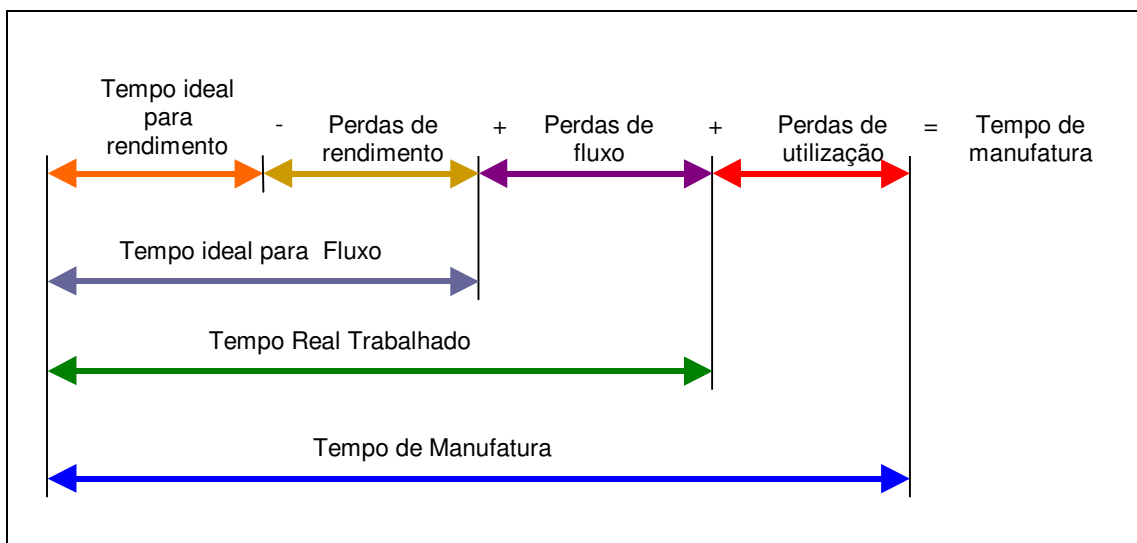 Tempo ideal
para
rendimento
-
Perdas de
rendimento
+
Perdas de
fluxo
+
Perdas de
utilização
=
Tempo de
manufatura
Tempo ideal para Fluxo
Tempo Real Trabalhado
Tempo de Manufatura